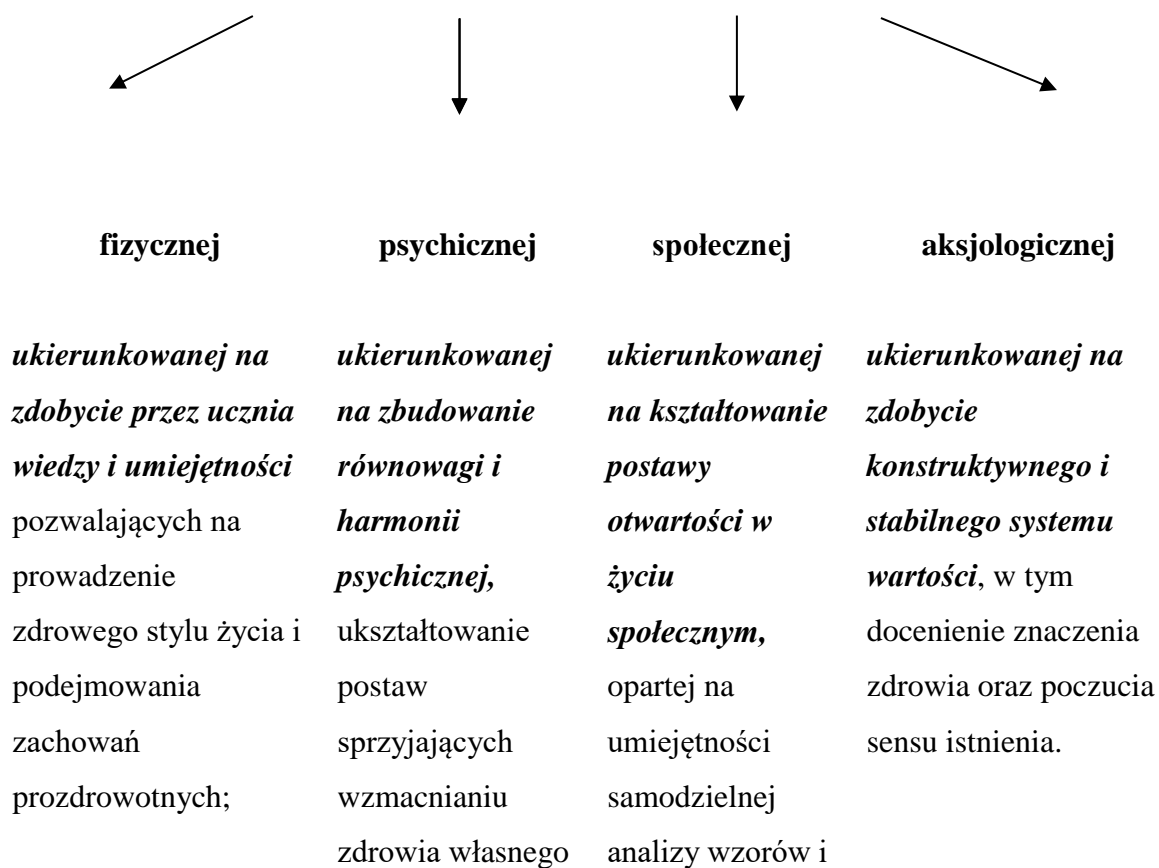 fizycznej
ukierunkowanej na
zdobycie przez ucznia
wiedzy i umiejętności
pozwalających na
prowadzenie
zdrowego stylu życia i
podejmowania
zachowań
prozdrowotnych;
psychicznej
ukierunkowanej
na zbudowanie
równowagi i
harmonii
psychicznej,
ukształtowanie
postaw
sprzyjających
wzmacnianiu
zdrowia własnego
społecznej
ukierunkowanej
na kształtowanie
postawy
otwartości w
życiu
społecznym,
opartej na
umiejętności
samodzielnej
analizy wzorów i
aksjologicznej
ukierunkowanej na
zdobycie
konstruktywnego i
stabilnego systemu
wartości, w tym
docenienie znaczenia
zdrowia oraz poczucia
sensu istnienia.